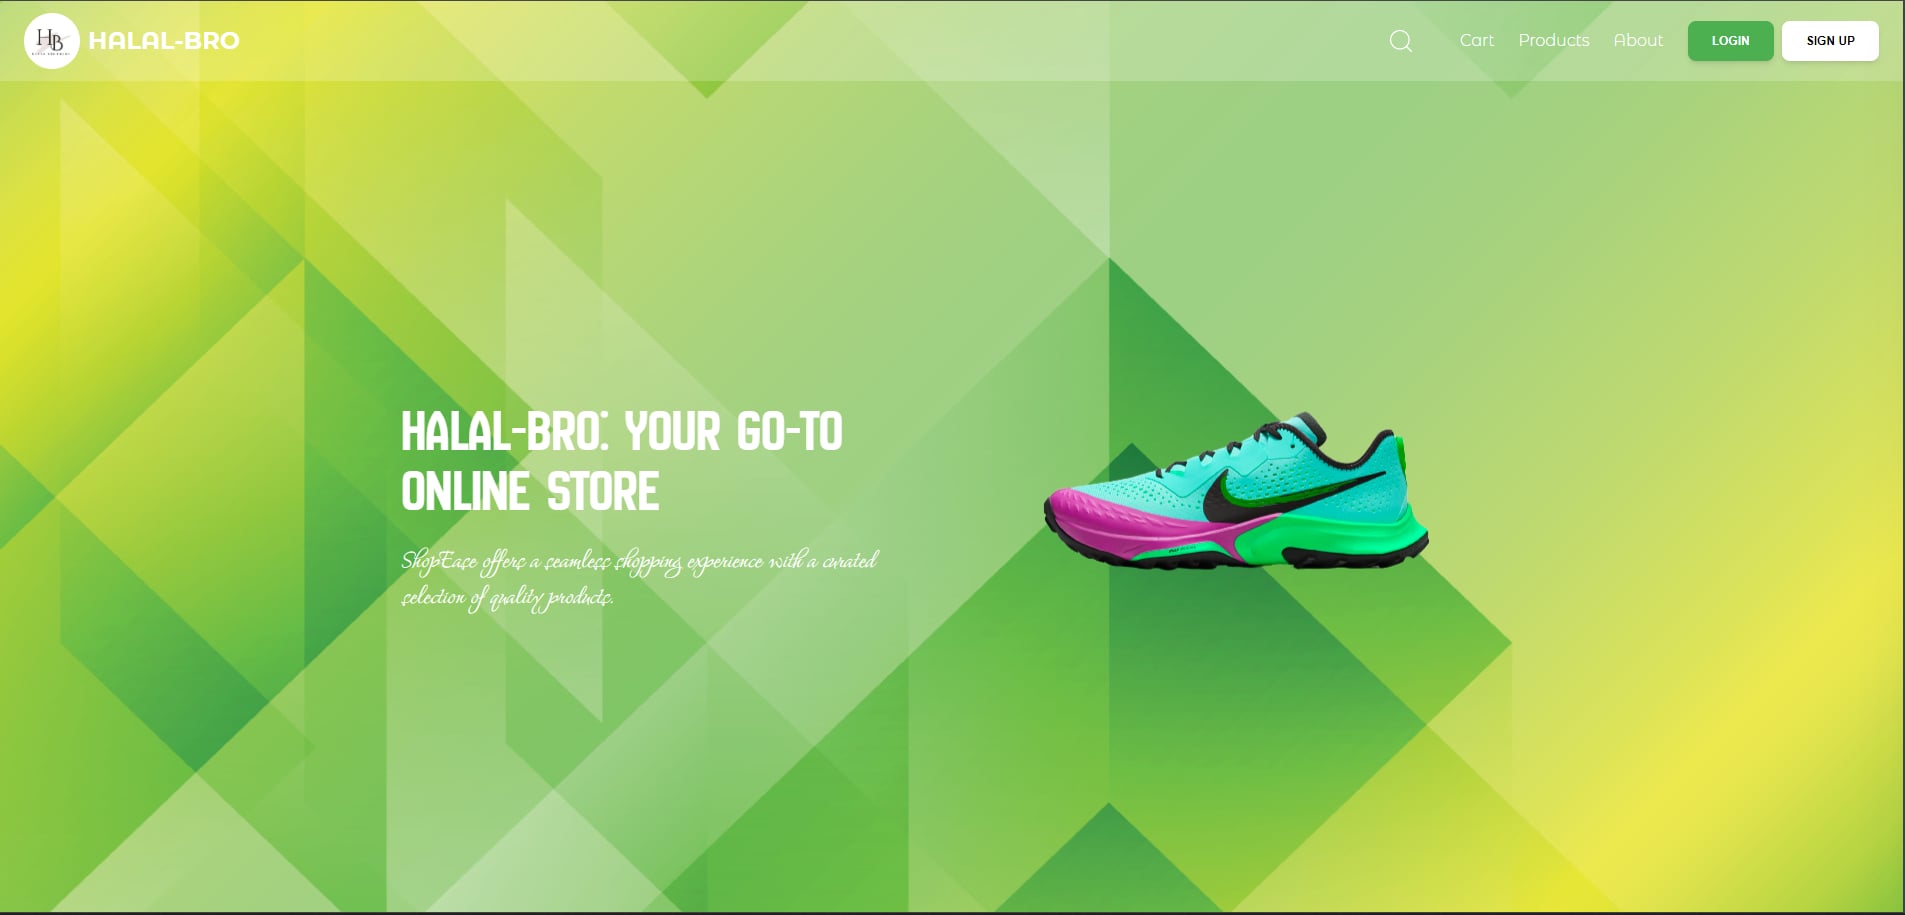 HB
HALAL-BRO
Cart
Products
About
LOGIN
SIGN UP
HALAL-BRO: YOUR GO-TO
ONLINE STORE
ShopEase offers a seamless shopping experience with a curated
selection of quality products.